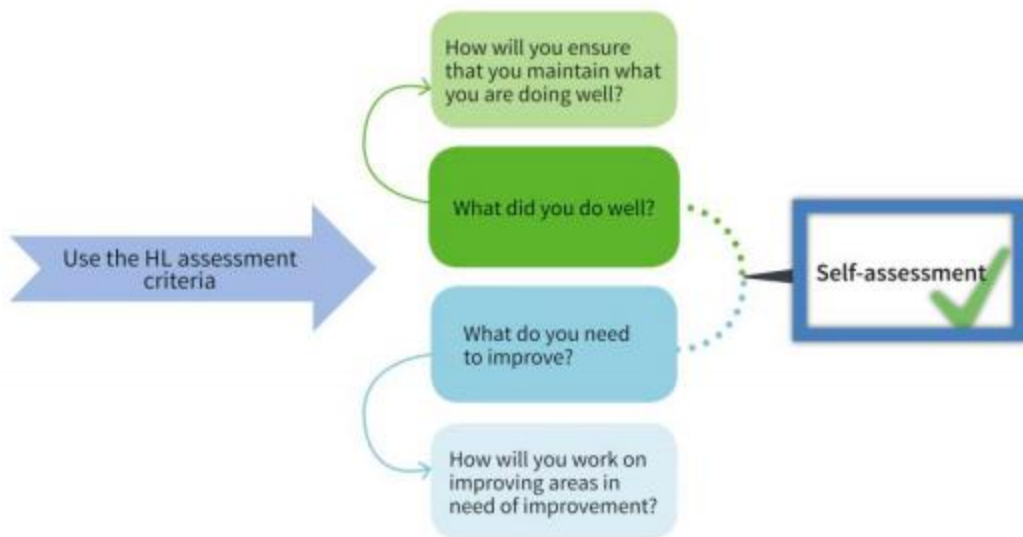 Use the HL assessment
criteria
How will you ensure
that you maintain what
you are doing well?
What did you do well?
What do you need
to improve?
How will you work on
improving areas in
need of improvement?
Self-assessment